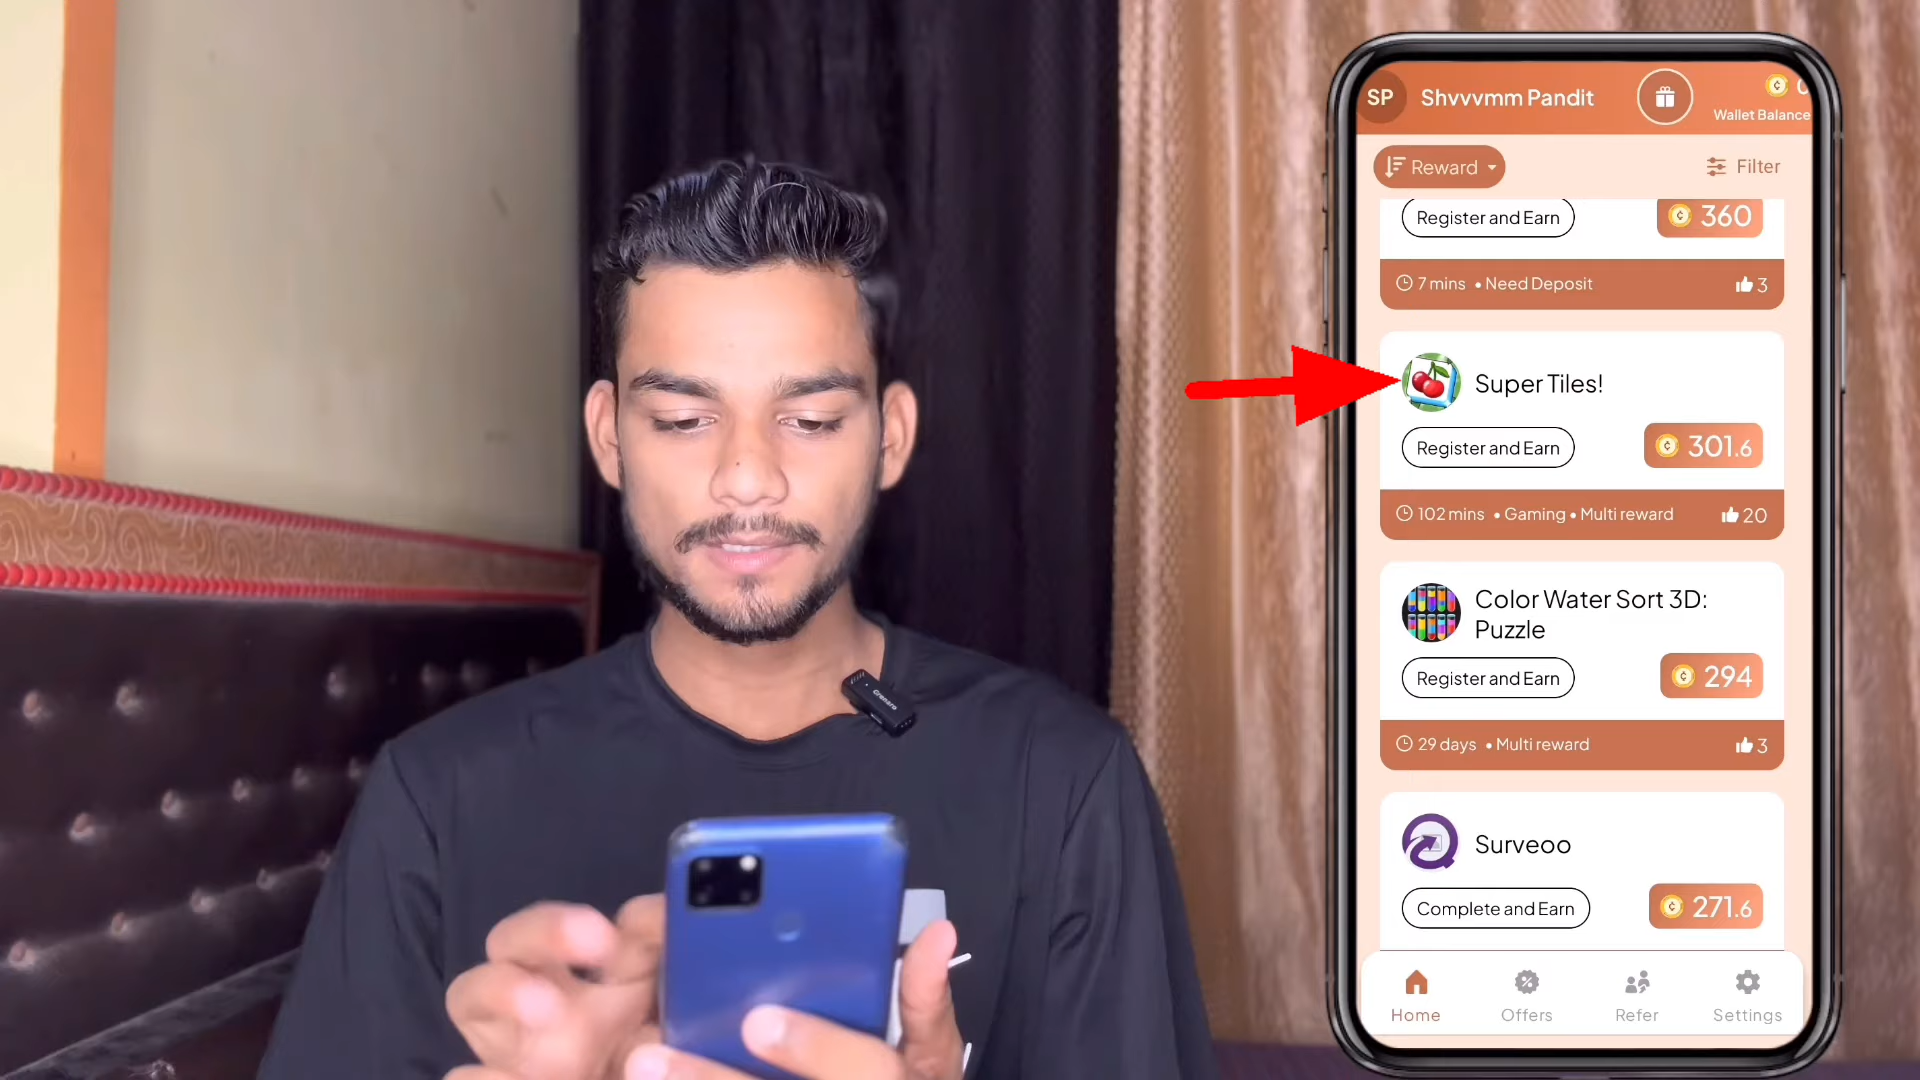 SP
Shvvvmm Pandit
Wallet Balance
Reward
Filter
Register and Earn
360
7 mins • Need Deposit
3
Super Tiles!
Register and Earn
301.6
102 mins • Gaming • Multi reward
20
Color Water Sort 3D:
Puzzle
Register and Earn
294
29 days • Multi reward
3
Surveoo
Complete and Earn
271.6
Home
Offers
Refer
Settings